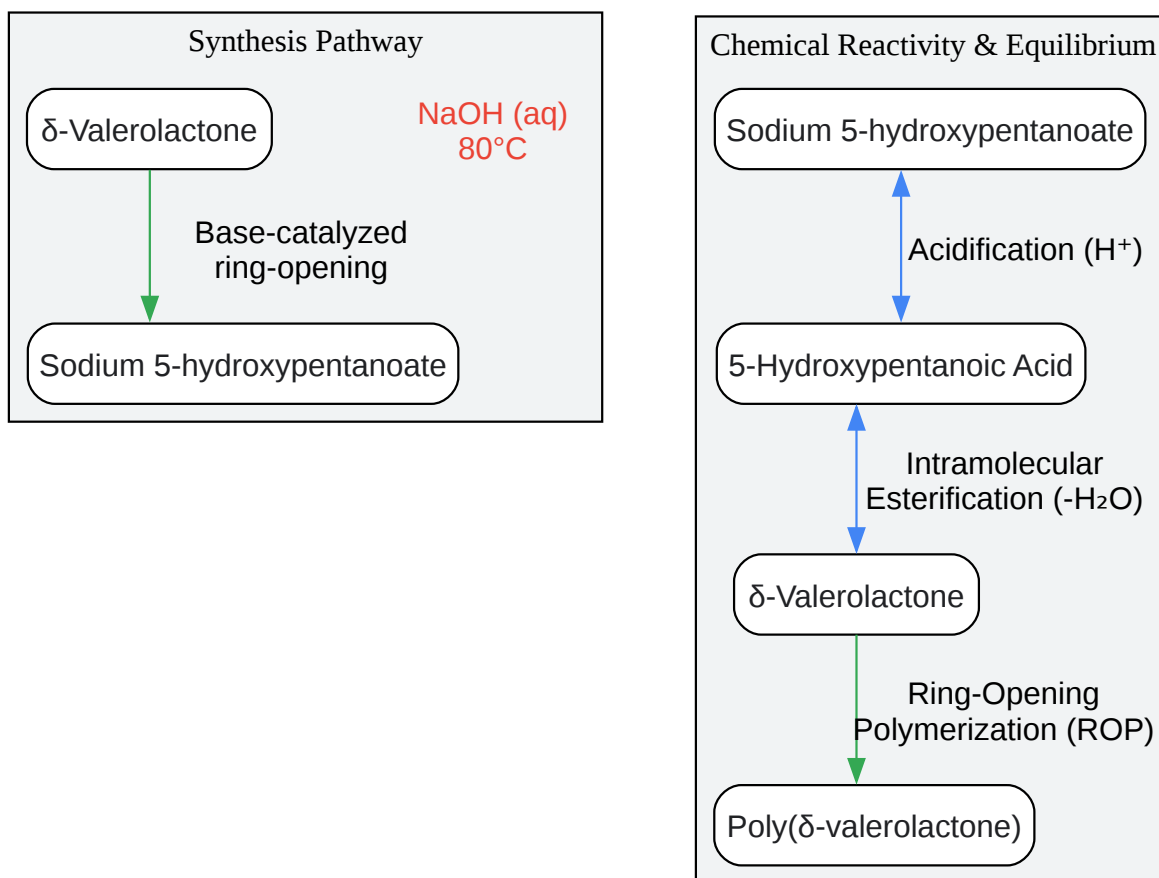 Synthesis Pathway
δ-Valerolactone
NaOH (aq)
80°C
Base-catalyzed
ring-opening
Sodium 5-hydroxypentanoate
Chemical Reactivity & Equilibrium
Sodium 5-hydroxypentanoate
Acidification (H⁺)
5-Hydroxypentanoic Acid
Intramolecular
Esterification (-H₂O)
δ-Valerolactone
Ring-Opening
Polymerization (ROP)
Poly(δ-valerolactone)